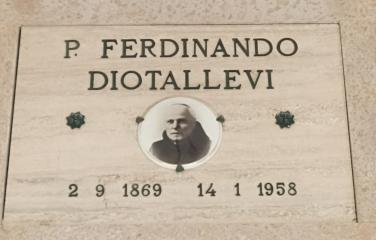 P. FERDINANDO
DIOTALLEVI
2 9 1869 14 1 1958